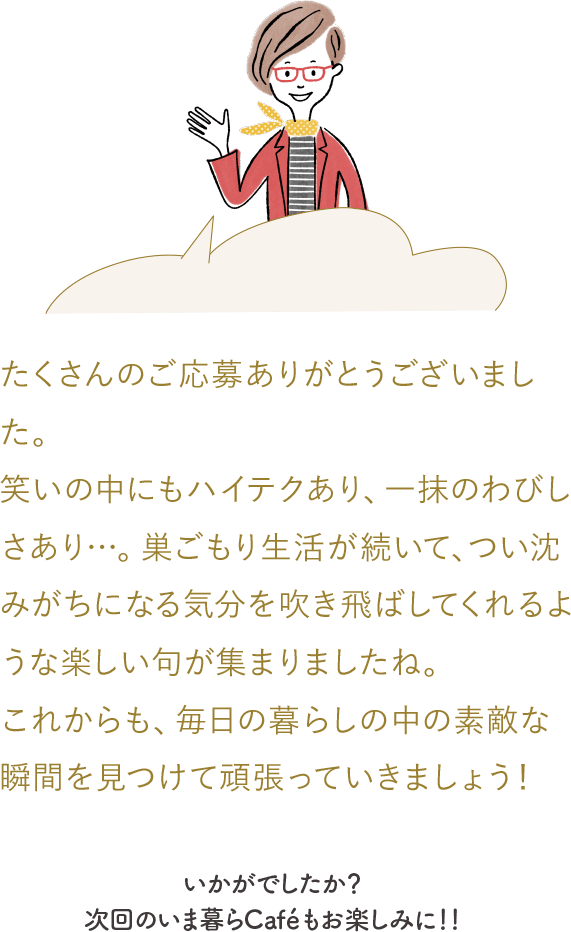 たくさんのご応募ありがとうございまし
た。
笑いの中にもハイテクあり、一抹のわびし
さあり…。巣ごもり生活が続いて、つい沈
みがちになる気分を吹き飛ばしてくれるよ
うな楽しい句が集まりましたね。
これからも、毎日の暮らしの中の素敵な
瞬間を見つけて頑張っていきましょう！
いかがでしたか？
次回のいま暮らCaféもお楽しみに！！